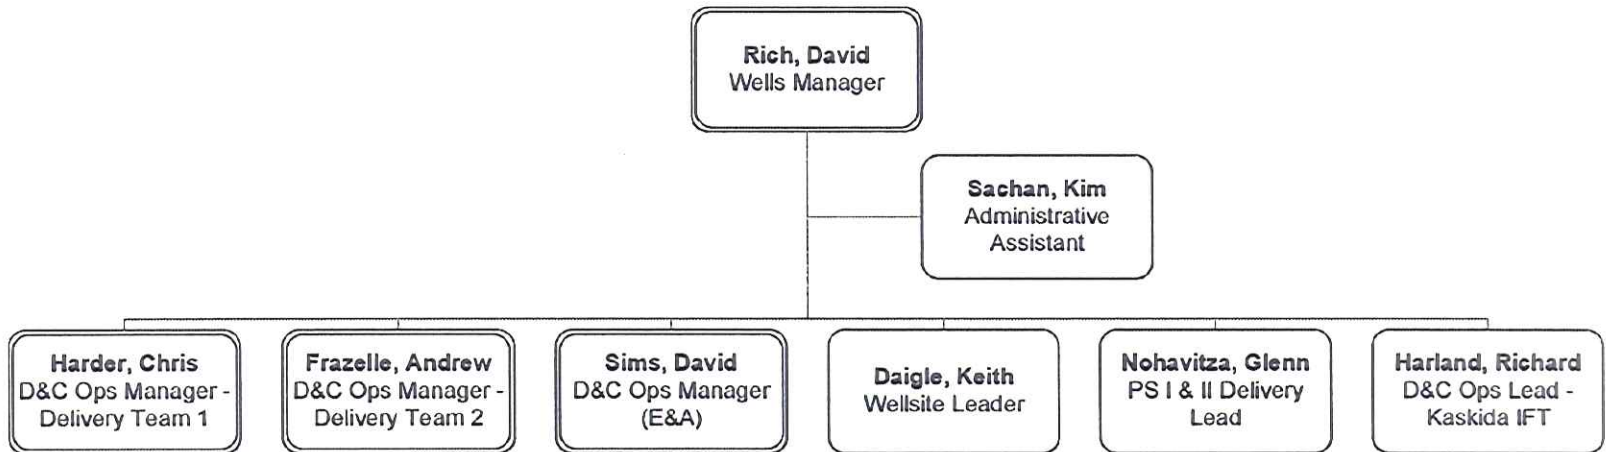 Rich, David
Wells Manager
Sachan, Kim
Administrative
Assistant
Harder, Chris
D&C Ops Manager -
Delivery Team 1
Frazelle, Andrew
D&C Ops Manager -
Delivery Team 2
Sims, David
D&C Ops Manager
(E&A)
Daigle, Keith
Wellsite Leader
Nohavitza, Glenn
PS I & II Delivery
Lead
Harland, Richard
D&C Ops Lead -
Kaskida IFT